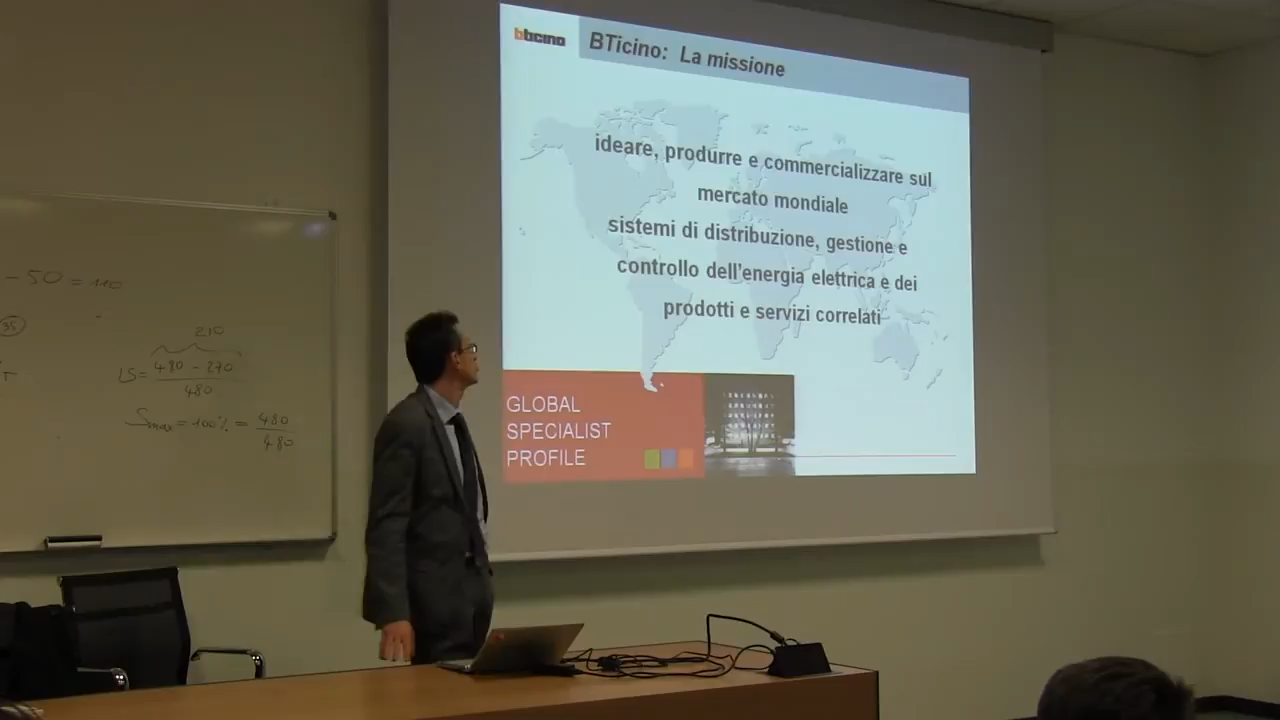 bticino
BTicino: La missione
ideare, produrre e commercializzare sul
mercato mondiale
sistemi di distribuzione, gestione e
controllo dell'energia elettrica e dei
prodotti e servizi correlati
GLOBAL
SPECIALIST
PROFILE
- 50 = 110
35
T
210
LS = 480 - 270
480
Smax = 100% = 480
480